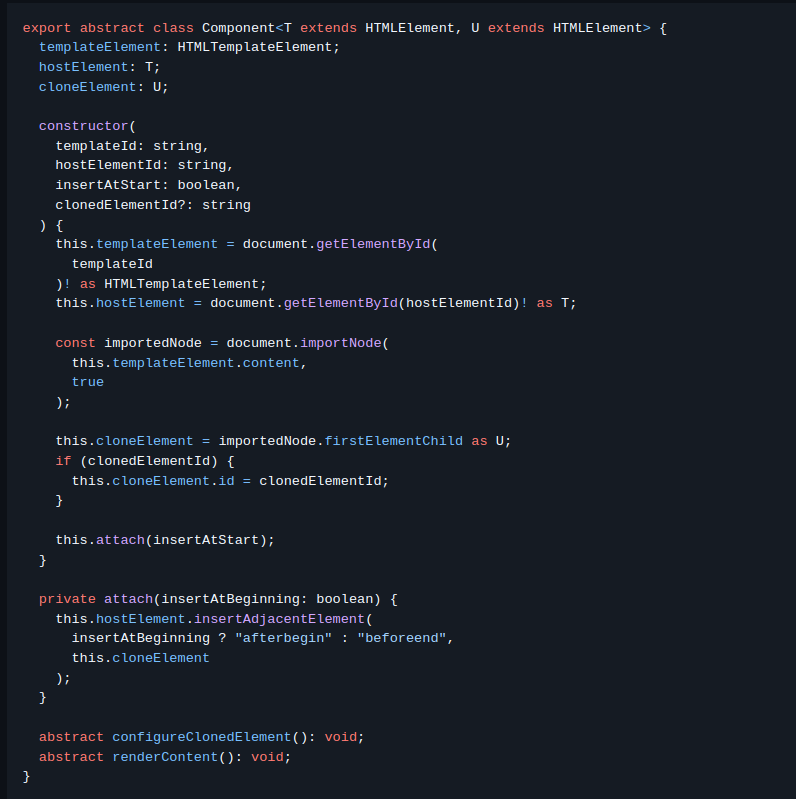 export abstract class Component<T extends HTMLElement, U extends HTMLElement> {
  templateElement: HTMLTemplateElement;
  hostElement: T;
  cloneElement: U;

  constructor(
    templateId: string,
    hostElementId: string,
    insertAtStart: boolean,
    clonedElementId?: string
  ) {
    this.templateElement = document.getElementById(
      templateId
    )! as HTMLTemplateElement;
    this.hostElement = document.getElementById(hostElementId)! as T;

    const importedNode = document.importNode(
      this.templateElement.content,
      true
    );

    this.cloneElement = importedNode.firstElementChild as U;
    if (clonedElementId) {
      this.cloneElement.id = clonedElementId;
    }

    this.attach(insertAtStart);
  }

  private attach(insertAtBeginning: boolean) {
    this.hostElement.insertAdjacentElement(
      insertAtBeginning ? "afterbegin" : "beforeend",
      this.cloneElement
    );
  }

  abstract configureClonedElement(): void;
  abstract renderContent(): void;
}